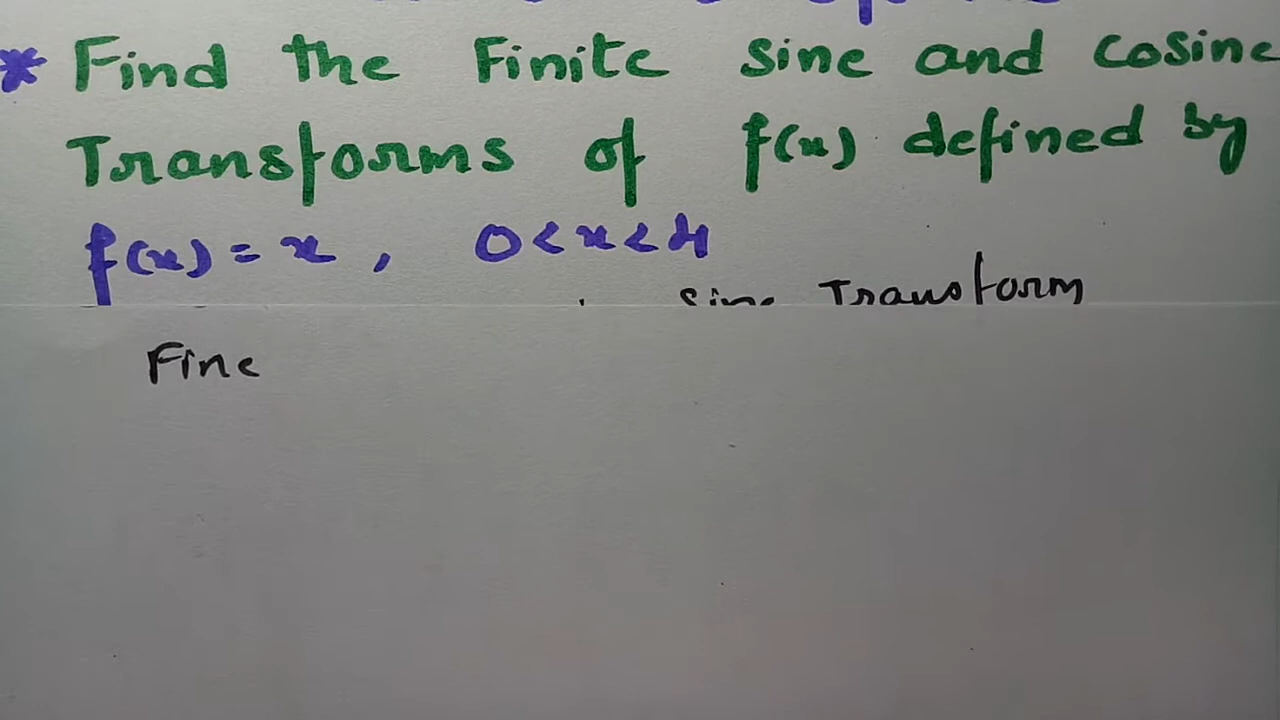 * Find the Finite sine and cosine
Transforms of f(x) defined by
f(x) = x , 0 < x < 4
Sine Transform
Fine